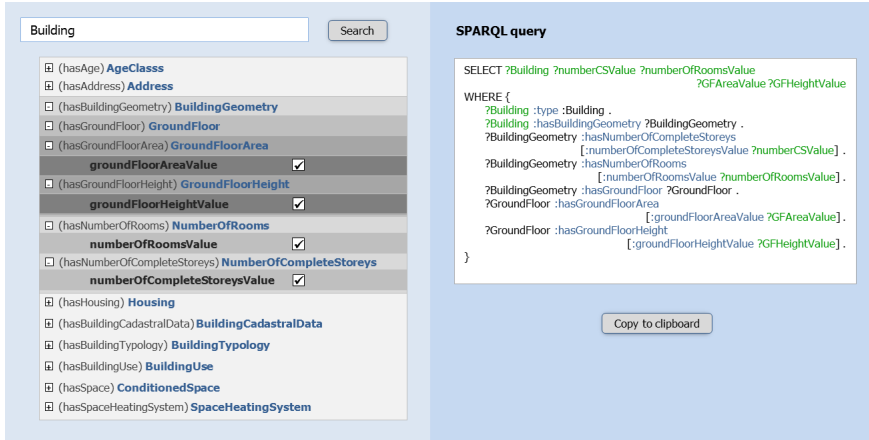 Building
Search
(hasAge) AgeClasss
(hasAddress) Address
(hasBuildingGeometry) BuildingGeometry
(hasGroundFloor) GroundFloor
(hasGroundFloorArea) GroundFloorArea
groundFloorAreaValue
(hasGroundFloorHeight) GroundFloorHeight
groundFloorHeightValue
(hasNumberOfRooms) NumberOfRooms
numberOfRoomsValue
(hasNumberOfCompleteStoreys) NumberOfCompleteStoreys
numberOfCompleteStoreysValue
(hasHousing) Housing
(hasBuildingCadastralData) BuildingCadastralData
(hasBuildingTypology) BuildingTypology
(hasBuildingUse) BuildingUse
(hasSpace) ConditionedSpace
(hasSpaceHeatingSystem) SpaceHeatingSystem
SPARQL query
SELECT ?Building ?numberCSValue ?numberOfRoomsValue
?GFAreaValue ?GFHeightValue
WHERE {
?Building :type :Building .
?Building :hasBuildingGeometry ?BuildingGeometry .
?BuildingGeometry :hasNumberOfCompleteStoreys
[:numberOfCompleteStoreysValue ?numberCSValue] .
?BuildingGeometry :hasNumberOfRooms
[:numberOfRoomsValue ?numberOfRoomsValue] .
?BuildingGeometry :hasGroundFloor ?GroundFloor .
?GroundFloor :hasGroundFloorArea
[:groundFloorAreaValue ?GFAreaValue] .
?GroundFloor :hasGroundFloorHeight
[:groundFloorHeightValue ?GFHeightValue] .
}
Copy to clipboard